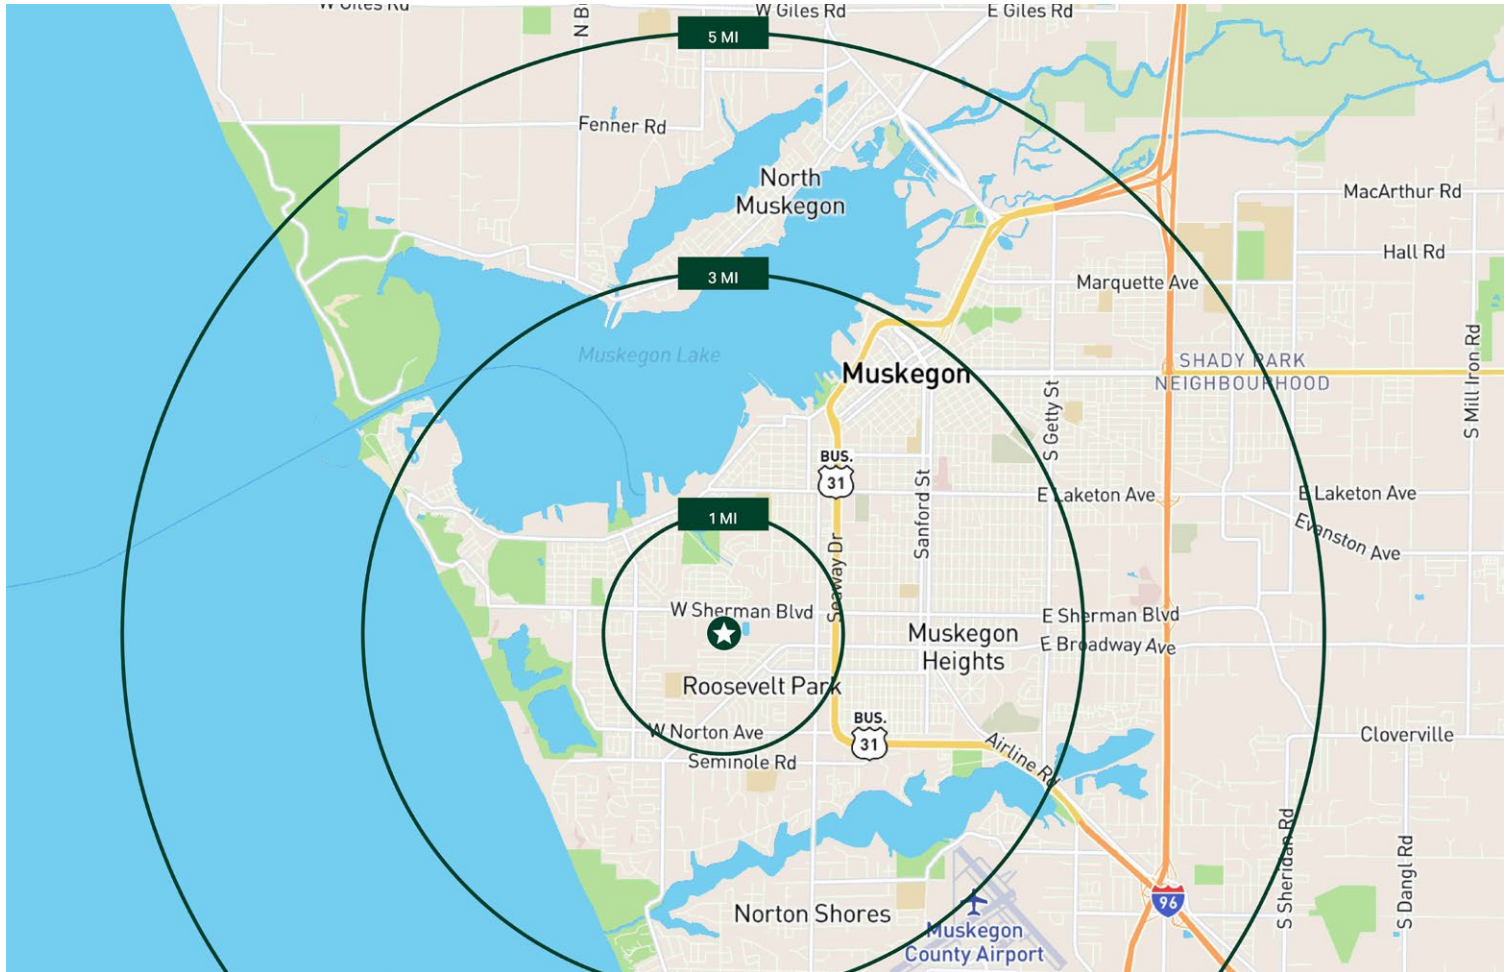 W Giles Rd
W Giles Rd
E Giles Rd
5 MI
Fenner Rd
North
Muskegon
MacArthur Rd
Hall Rd
3 MI
Marquette Ave
Muskegon Lake
Muskegon
SHADY PARK
NEIGHBOURHOOD
S Mill Iron Rd
S Getty St
BUS.
31
Sanford St
E Laketon Ave
E Laketon Ave
1 MI
Evanston Ave
Seaway Dr
W Sherman Blvd
E Sherman Blvd
Muskegon
Heights
E Broadway Ave
Roosevelt Park
BUS.
31
W Norton Ave
Airline Rd
Cloverville
Seminole Rd
S Sheridan Rd
S Dangl Rd
96
Norton Shores
Muskegon
County Airport